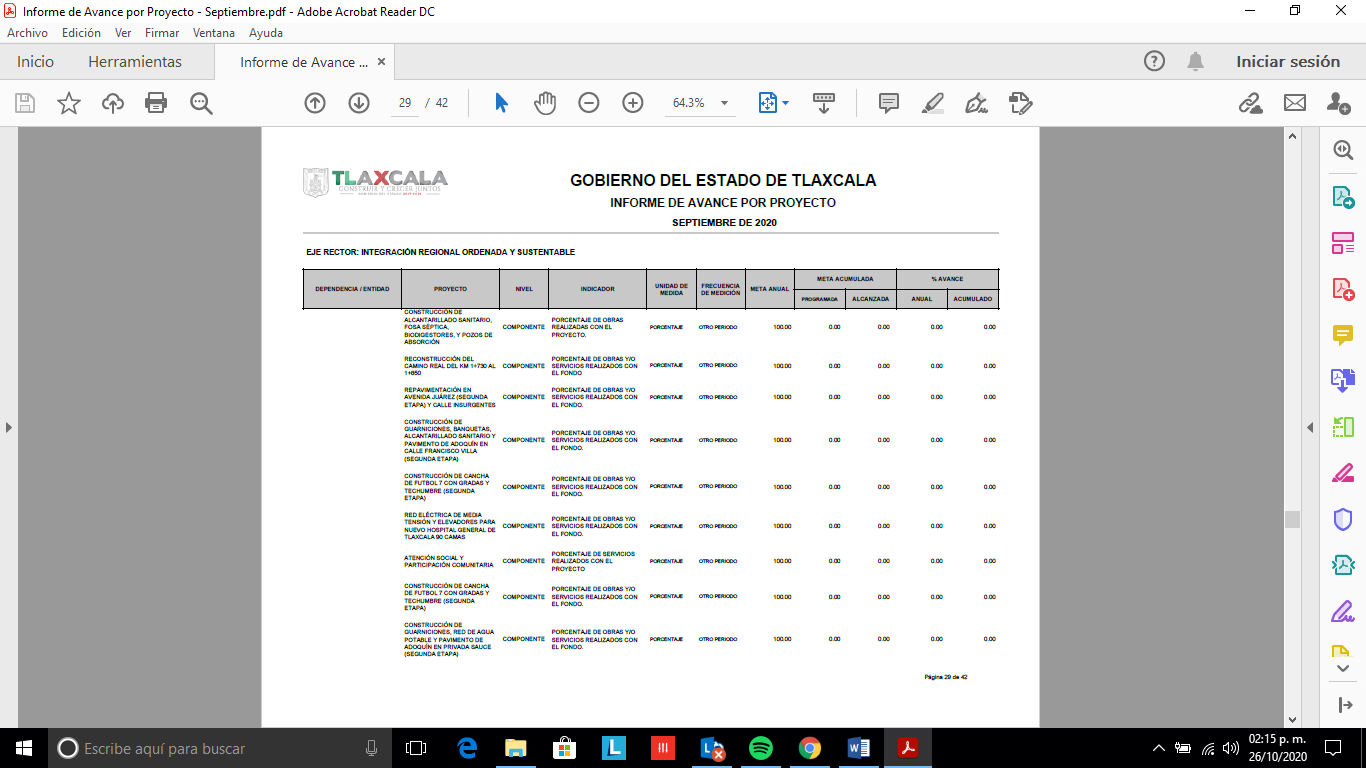 Informe de Avance por Proyecto - Septiembre.pdf - Adobe Acrobat Reader DC
Archivo Edición Ver Firmar Ventana Ayuda
Inicio Herramientas Informe de Avance ... × Iniciar sesión
29 / 42 64.3%
TLAXCALA
CONSTRUIR Y CRECER JUNTOS
GOBIERNO DEL ESTADO DE TLAXCALA
INFORME DE AVANCE POR PROYECTO
SEPTIEMBRE DE 2020
EJE RECTOR: INTEGRACIÓN REGIONAL ORDENADA Y SUSTENTABLE
DEPENDENCIA / ENTIDAD PROYECTO NIVEL INDICADOR UNIDAD DE MEDIDA FRECUENCIA DE MEDICIÓN META ANUAL META ACUMULADA % AVANCE
PROGRAMADA ALCANZADA ANUAL ACUMULADO
CONSTRUCCIÓN DE
ALCANTARILLADO SANITARIO,
FOSA SÉPTICA,
BIODIGESTORES, Y POZOS DE
ABSORCIÓN
COMPONENTE
PORCENTAJE DE OBRAS
REALIZADAS CON EL
PROYECTO.
PORCENTAJE OTRO PERIODO 100.00 0.00 0.00 0.00 0.00
RECONSTRUCCIÓN DEL
CAMINO REAL DEL KM 1+730 AL
1+850
COMPONENTE
PORCENTAJE DE OBRAS Y/O
SERVICIOS REALIZADOS CON
EL FONDO
PORCENTAJE OTRO PERIODO 100.00 0.00 0.00 0.00 0.00
REPAVIMENTACIÓN EN
AVENIDA JUÁREZ (SEGUNDA
ETAPA) Y CALLE INSURGENTES
COMPONENTE
PORCENTAJE DE OBRAS Y/O
SERVICIOS REALIZADOS CON
EL FONDO.
PORCENTAJE OTRO PERIODO 100.00 0.00 0.00 0.00 0.00
CONSTRUCCIÓN DE
GUARNICIONES, BANQUETAS,
ALCANTARILLADO SANITARIO Y
PAVIMENTO DE ADOQUÍN EN
CALLE FRANCISCO VILLA
(SEGUNDA ETAPA)
COMPONENTE
PORCENTAJE DE OBRAS Y/O
SERVICIOS REALIZADOS CON
EL FONDO.
PORCENTAJE OTRO PERIODO 100.00 0.00 0.00 0.00 0.00
CONSTRUCCIÓN DE CANCHA
DE FUTBOL 7 CON GRADAS Y
TECHUMBRE (SEGUNDA
ETAPA)
COMPONENTE
PORCENTAJE DE OBRAS Y/O
SERVICIOS REALIZADOS CON
EL FONDO.
PORCENTAJE OTRO PERIODO 100.00 0.00 0.00 0.00 0.00
RED ELÉCTRICA DE MEDIA
TENSIÓN Y ELEVADORES PARA
NUEVO HOSPITAL GENERAL DE
TLAXCALA 90 CAMAS
COMPONENTE
PORCENTAJE DE OBRAS Y/O
SERVICIOS REALIZADOS CON
EL FONDO.
PORCENTAJE OTRO PERIODO 100.00 0.00 0.00 0.00 0.00
ATENCIÓN SOCIAL Y
PARTICIPACIÓN COMUNITARIA
COMPONENTE
PORCENTAJE DE SERVICIOS
REALIZADOS CON EL
PROYECTO
PORCENTAJE OTRO PERIODO 100.00 0.00 0.00 0.00 0.00
CONSTRUCCIÓN DE CANCHA
DE FUTBOL 7 CON GRADAS Y
TECHUMBRE (SEGUNDA
ETAPA)
COMPONENTE
PORCENTAJE DE OBRAS Y/O
SERVICIOS REALIZADOS CON
EL FONDO.
PORCENTAJE OTRO PERIODO 100.00 0.00 0.00 0.00 0.00
CONSTRUCCIÓN DE
GUARNICIONES, RED DE AGUA
POTABLE Y PAVIMENTO DE
ADOQUÍN EN PRIVADA SAUCE
(SEGUNDA ETAPA)
COMPONENTE
PORCENTAJE DE OBRAS Y/O
SERVICIOS REALIZADOS CON
EL FONDO.
PORCENTAJE OTRO PERIODO 100.00 0.00 0.00 0.00 0.00
Página 29 de 42
Escribe aquí para buscar
02:15 p. m.
26/10/2020